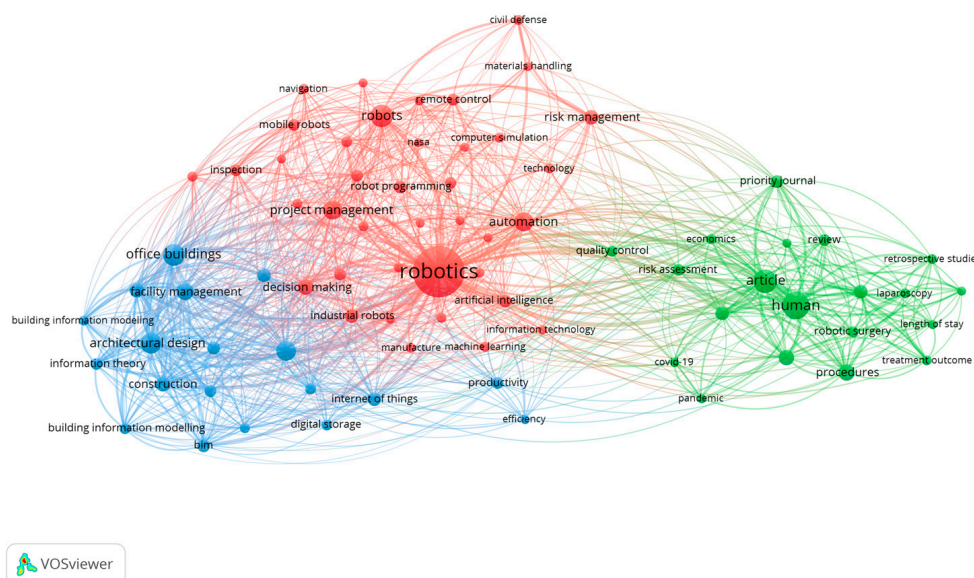 civil defense
materials handling
navigation
remote control
robots
risk management
mobile robots
computer simulation
nasa
inspection
technology
robot programming
priority journal
project management
automation
economics
review
quality control
office buildings
retrospective studie
risk assessment
robotics
article
decision making
facility management
laparoscopy
artificial intelligence
human
building information modeling
industrial robots
length of stay
information technology
robotic surgery
architectural design
manufacture
machine learning
information theory
covid-19
treatment outcome
procedures
construction
productivity
internet of things
pandemic
efficiency
digital storage
building information modelling
bim
VOSviewer